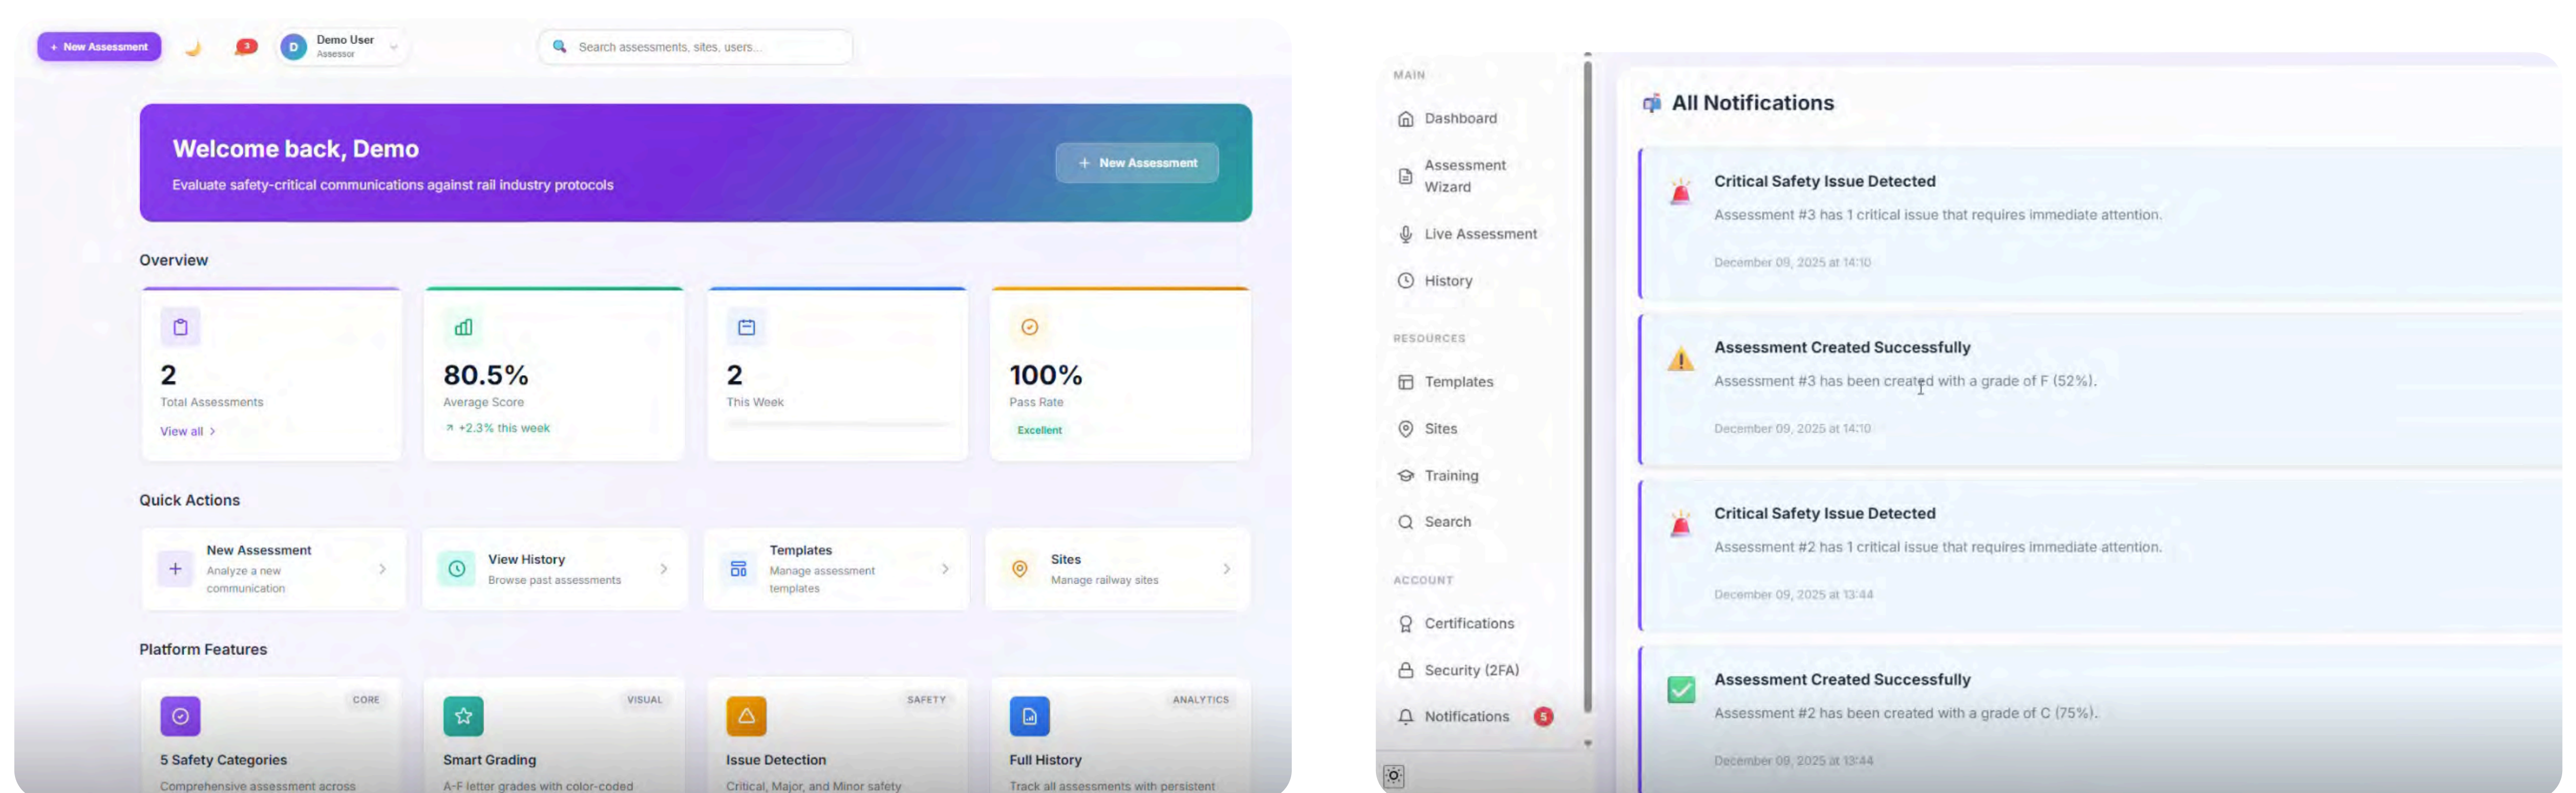 + New Assessment
3
D
Demo User
Assessor
Search assessments, sites, users...
Welcome back, Demo
Evaluate safety-critical communications against rail industry protocols
+ New Assessment
Overview
2
Total Assessments
View all >
80.5%
Average Score
↗ +2.3% this week
2
This Week
100%
Pass Rate
Excellent
Quick Actions
New Assessment
Analyze a new
communication
View History
Browse past assessments
Templates
Manage assessment
templates
Sites
Manage railway sites
Platform Features
CORE
5 Safety Categories
Comprehensive assessment across
VISUAL
Smart Grading
A-F letter grades with color-coded
SAFETY
Issue Detection
Critical, Major, and Minor safety
ANALYTICS
Full History
Track all assessments with persistent
MAIN
Dashboard
Assessment
Wizard
Live Assessment
History
RESOURCES
Templates
Sites
Training
Search
ACCOUNT
Certifications
Security (2FA)
Notifications
5
All Notifications
Critical Safety Issue Detected
Assessment #3 has 1 critical issue that requires immediate attention.
December 09, 2025 at 14:10
Assessment Created Successfully
Assessment #3 has been created with a grade of F (52%).
December 09, 2025 at 14:10
Critical Safety Issue Detected
Assessment #2 has 1 critical issue that requires immediate attention.
December 09, 2025 at 13:44
Assessment Created Successfully
Assessment #2 has been created with a grade of C (75%).
December 09, 2025 at 13:44